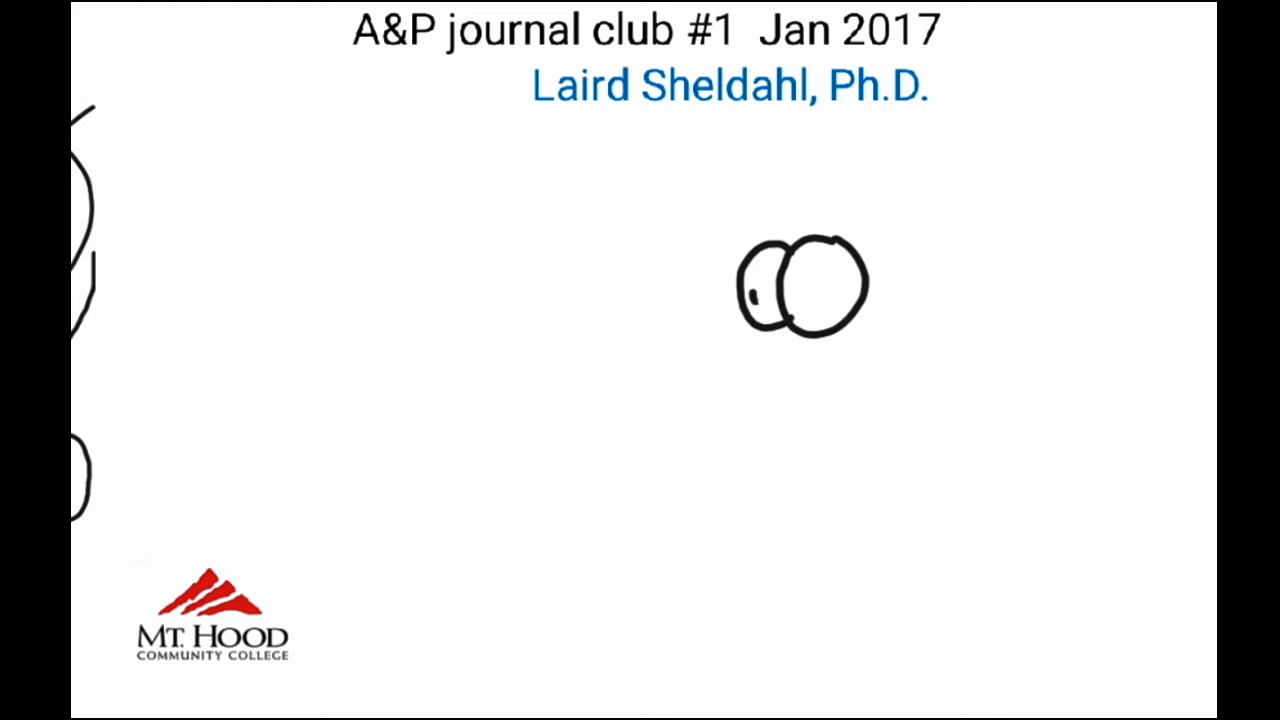 A&P journal club #1 Jan 2017
Laird Sheldahl, Ph.D.
MT. HOOD
COMMUNITY COLLEGE